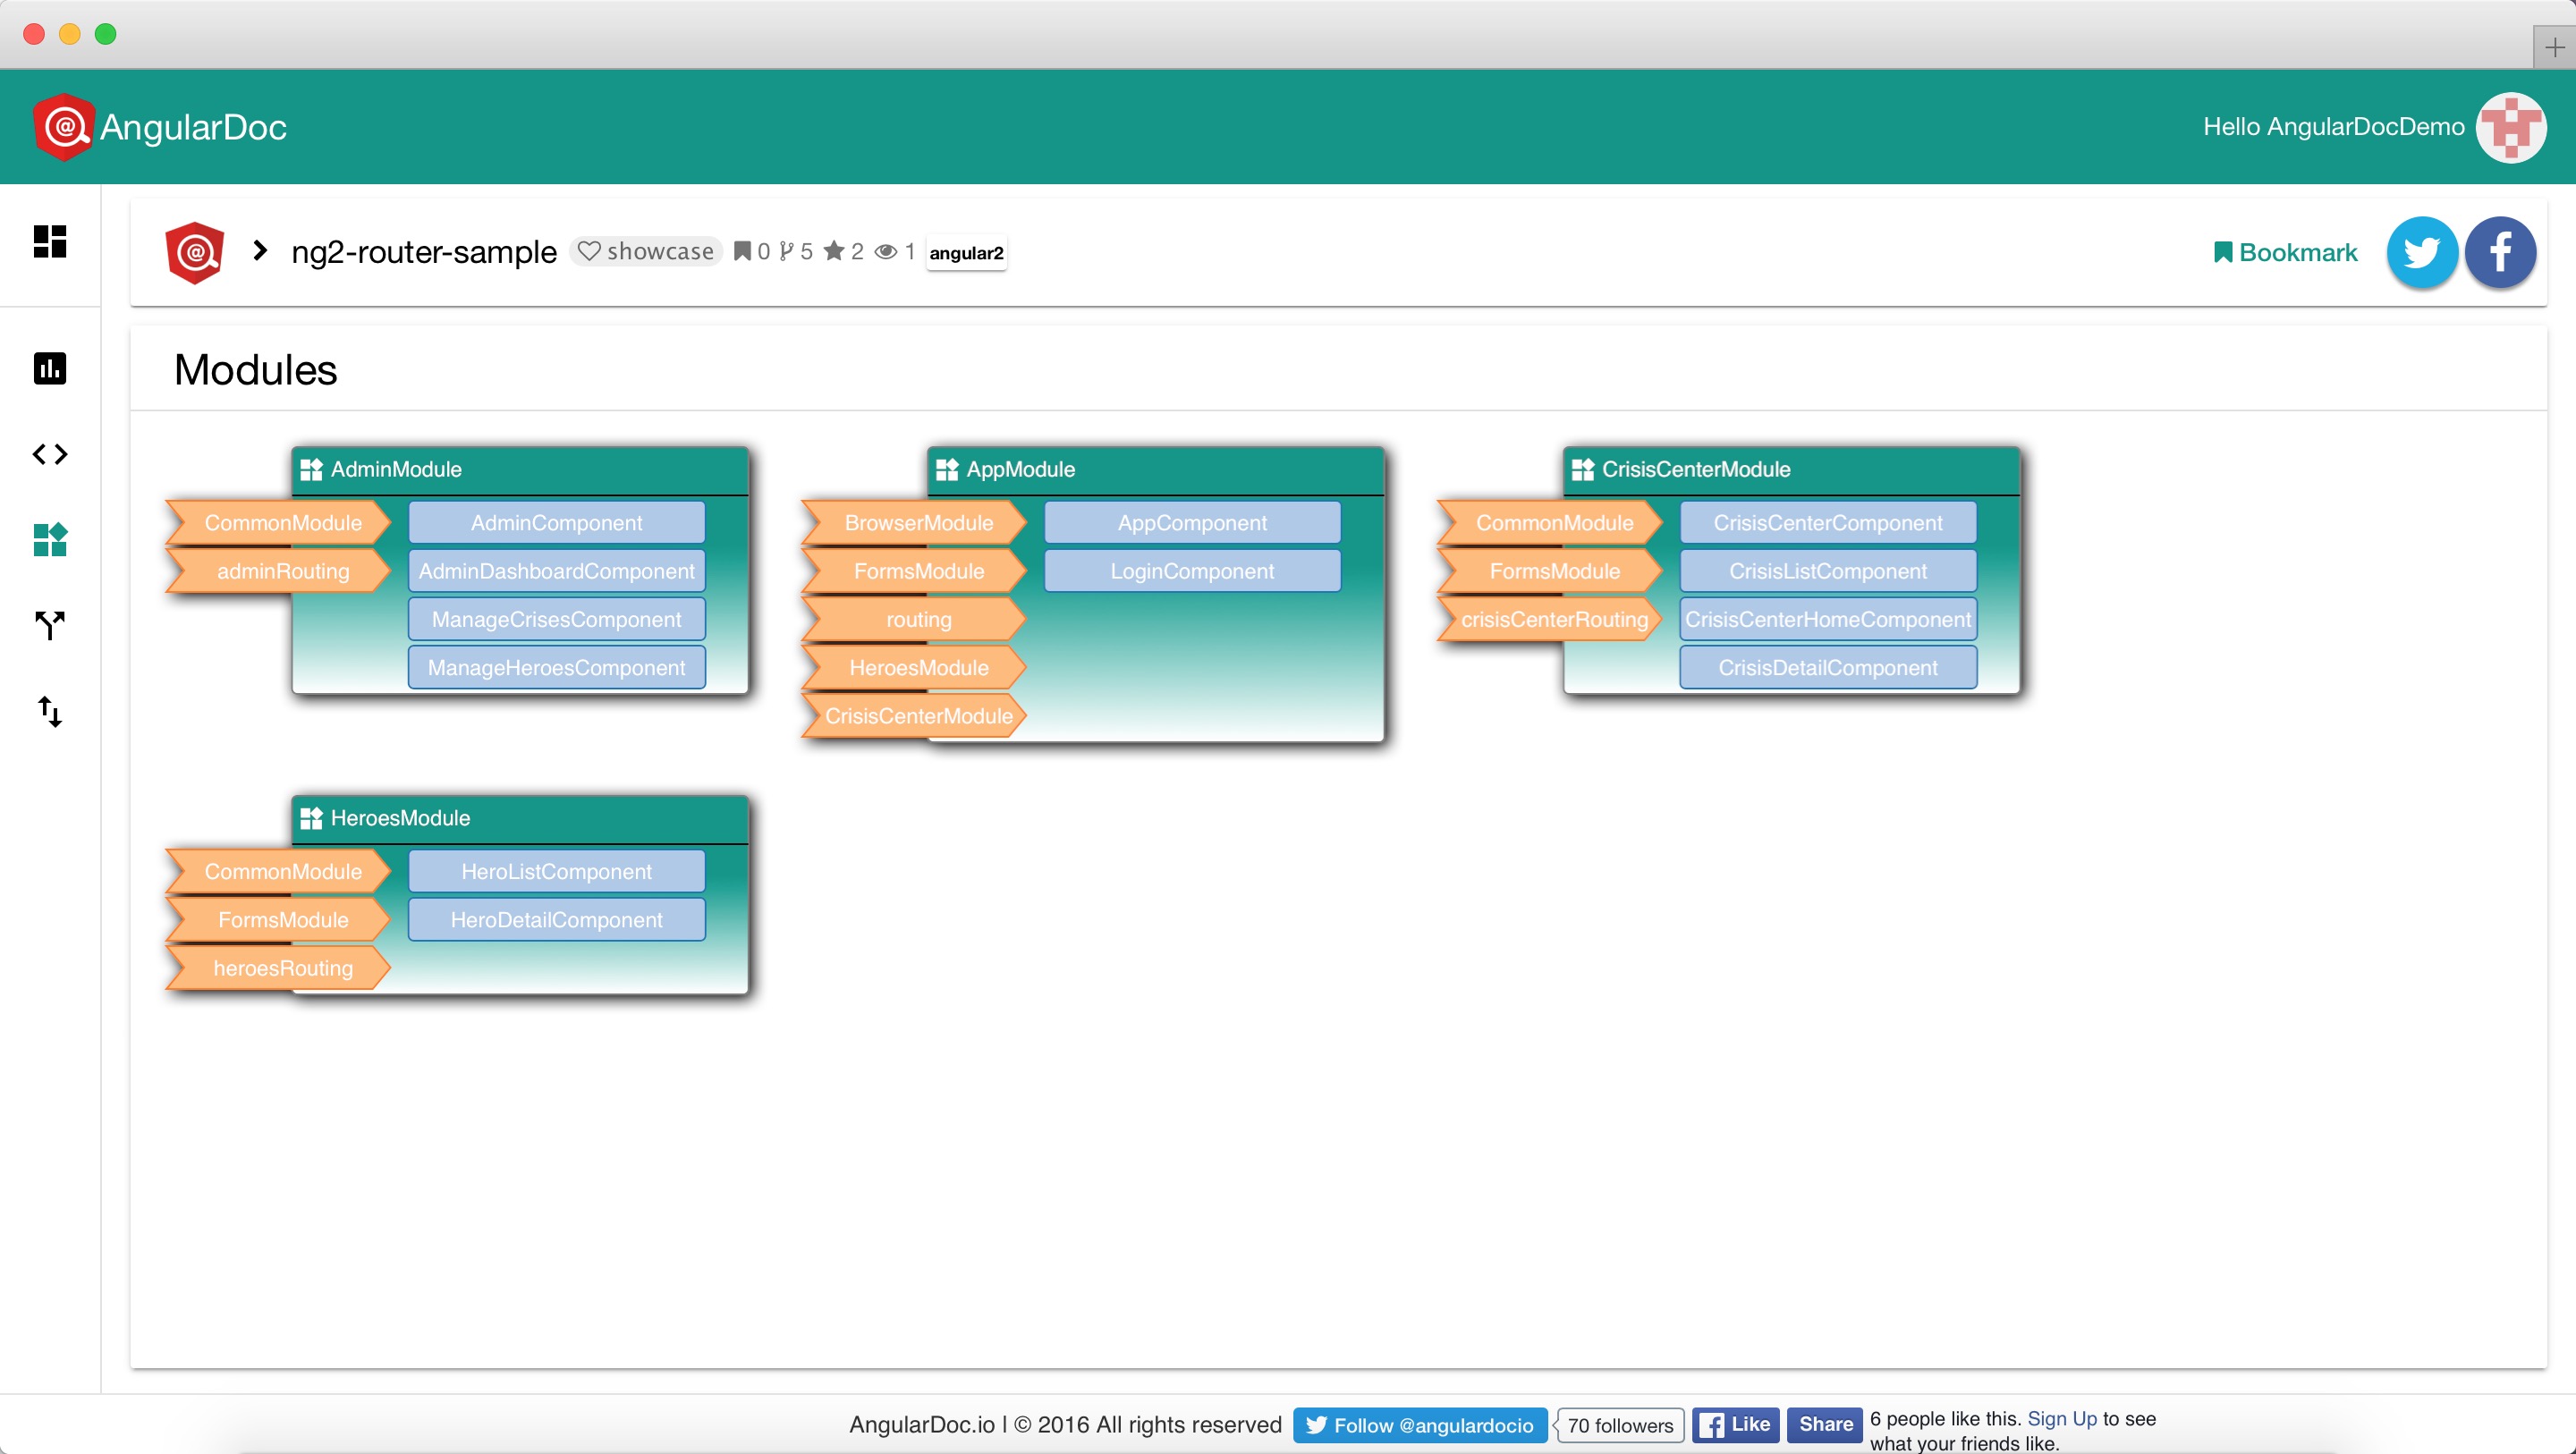 AngularDoc
Hello AngularDocDemo
ng2-router-sample showcase 0 5 2 1 angular2
Bookmark
Modules
AdminModule
CommonModule
adminRouting
AdminComponent
AdminDashboardComponent
ManageCrisesComponent
ManageHeroesComponent
AppModule
BrowserModule
FormsModule
routing
HeroesModule
CrisisCenterModule
AppComponent
LoginComponent
CrisisCenterModule
CommonModule
FormsModule
crisisCenterRouting
CrisisCenterComponent
CrisisListComponent
CrisisCenterHomeComponent
CrisisDetailComponent
HeroesModule
CommonModule
FormsModule
heroesRouting
HeroListComponent
HeroDetailComponent
AngularDoc.io | © 2016 All rights reserved
Follow @angulardocio
70 followers
Like
Share
6 people like this. Sign Up to see
what your friends like.